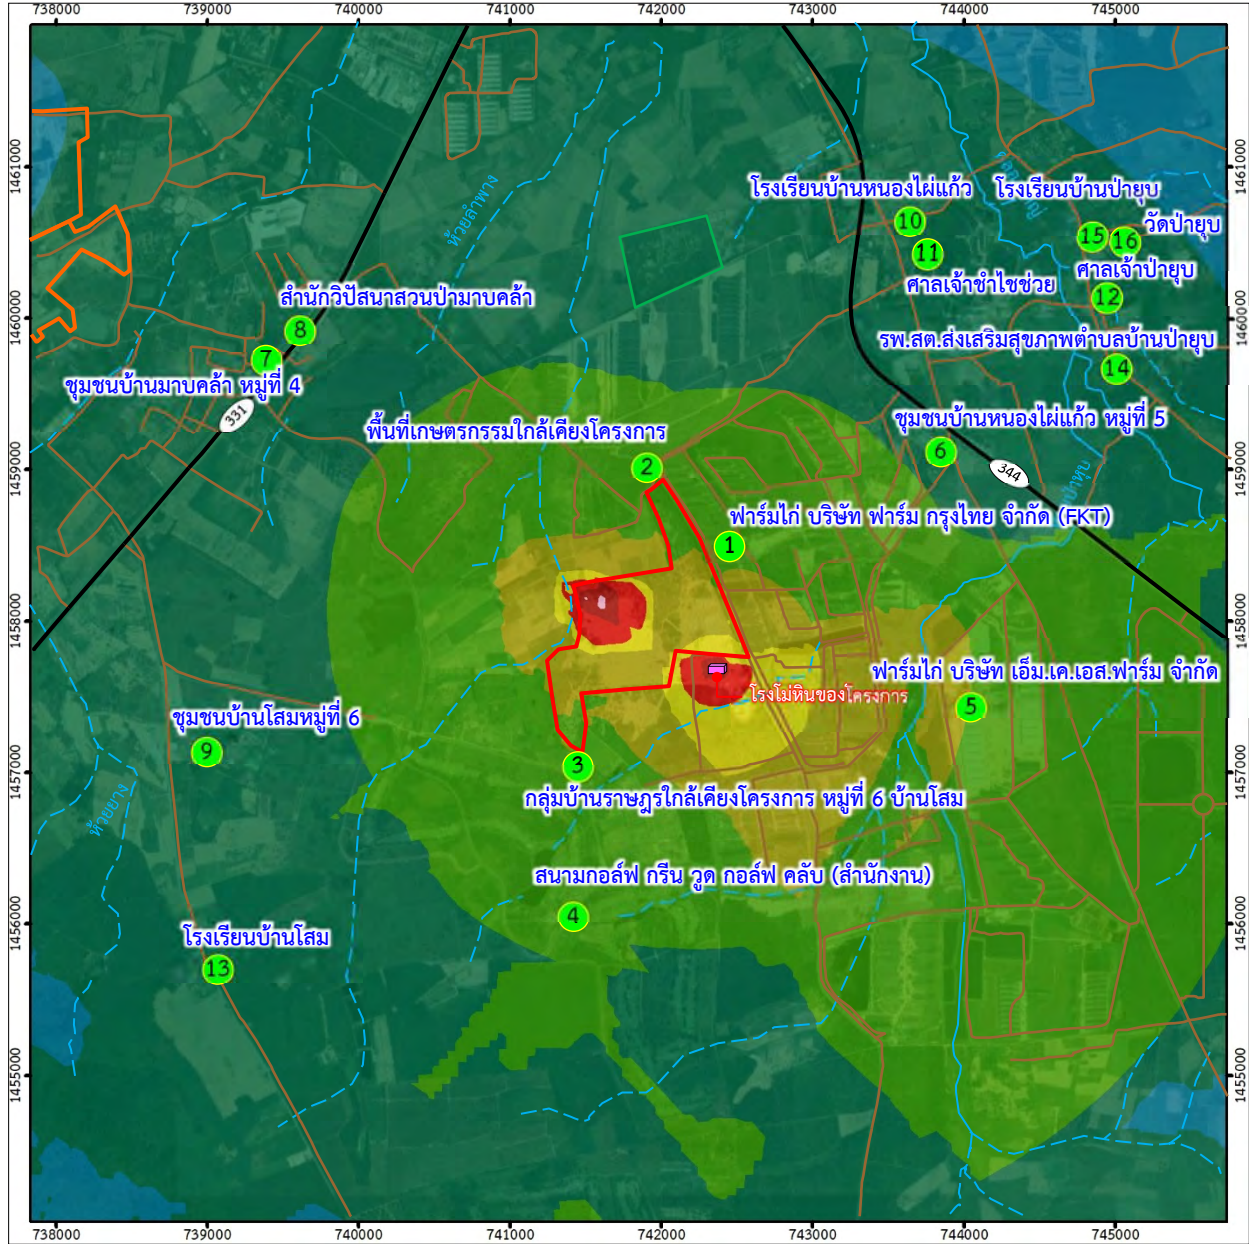 738000 739000 740000 741000 742000 743000 744000 745000
1461000
1461000
ห้วยลำพาง
โรงเรียนบ้านหนองไผ่แก้ว
โรงเรียนบ้านป่ายุบ
10
15
16
วัดป่ายุบ
11
ศาลเจ้าป่ายุบ
ศาลเจ้าชำไชช่วย
12
สำนักวิปัสนาสวนป่ามาบคล้า
1460000
1460000
8
7
รพ.สต.ส่งเสริมสุขภาพตำบลบ้านป่ายุบ
14
ชุมชนบ้านมาบคล้า หมู่ที่ 4
331
ชุมชนบ้านหนองไผ่แก้ว หมู่ที่ 5
พื้นที่เกษตรกรรมใกล้เคียงโครงการ
6
2
344
1459000
1459000
ฟาร์มไก่ บริษัท ฟาร์ม กรุงไทย จำกัด (FKT)
1
1458000
1458000
ฟาร์มไก่ บริษัท เอ็ม.เค.เอส.ฟาร์ม จำกัด
โรงโม่หินของโครงการ
5
ชุมชนบ้านโสมหมู่ที่ 6
9
3
1457000
1457000
กลุ่มบ้านราษฎรใกล้เคียงโครงการ หมู่ที่ 6 บ้านโสม
ห้วยยาง
สนามกอล์ฟ กรีน วูด กอล์ฟ คลับ (สำนักงาน)
4
1456000
1456000
โรงเรียนบ้านโสม
13
1455000
1455000
738000 739000 740000 741000 742000 743000 744000 745000